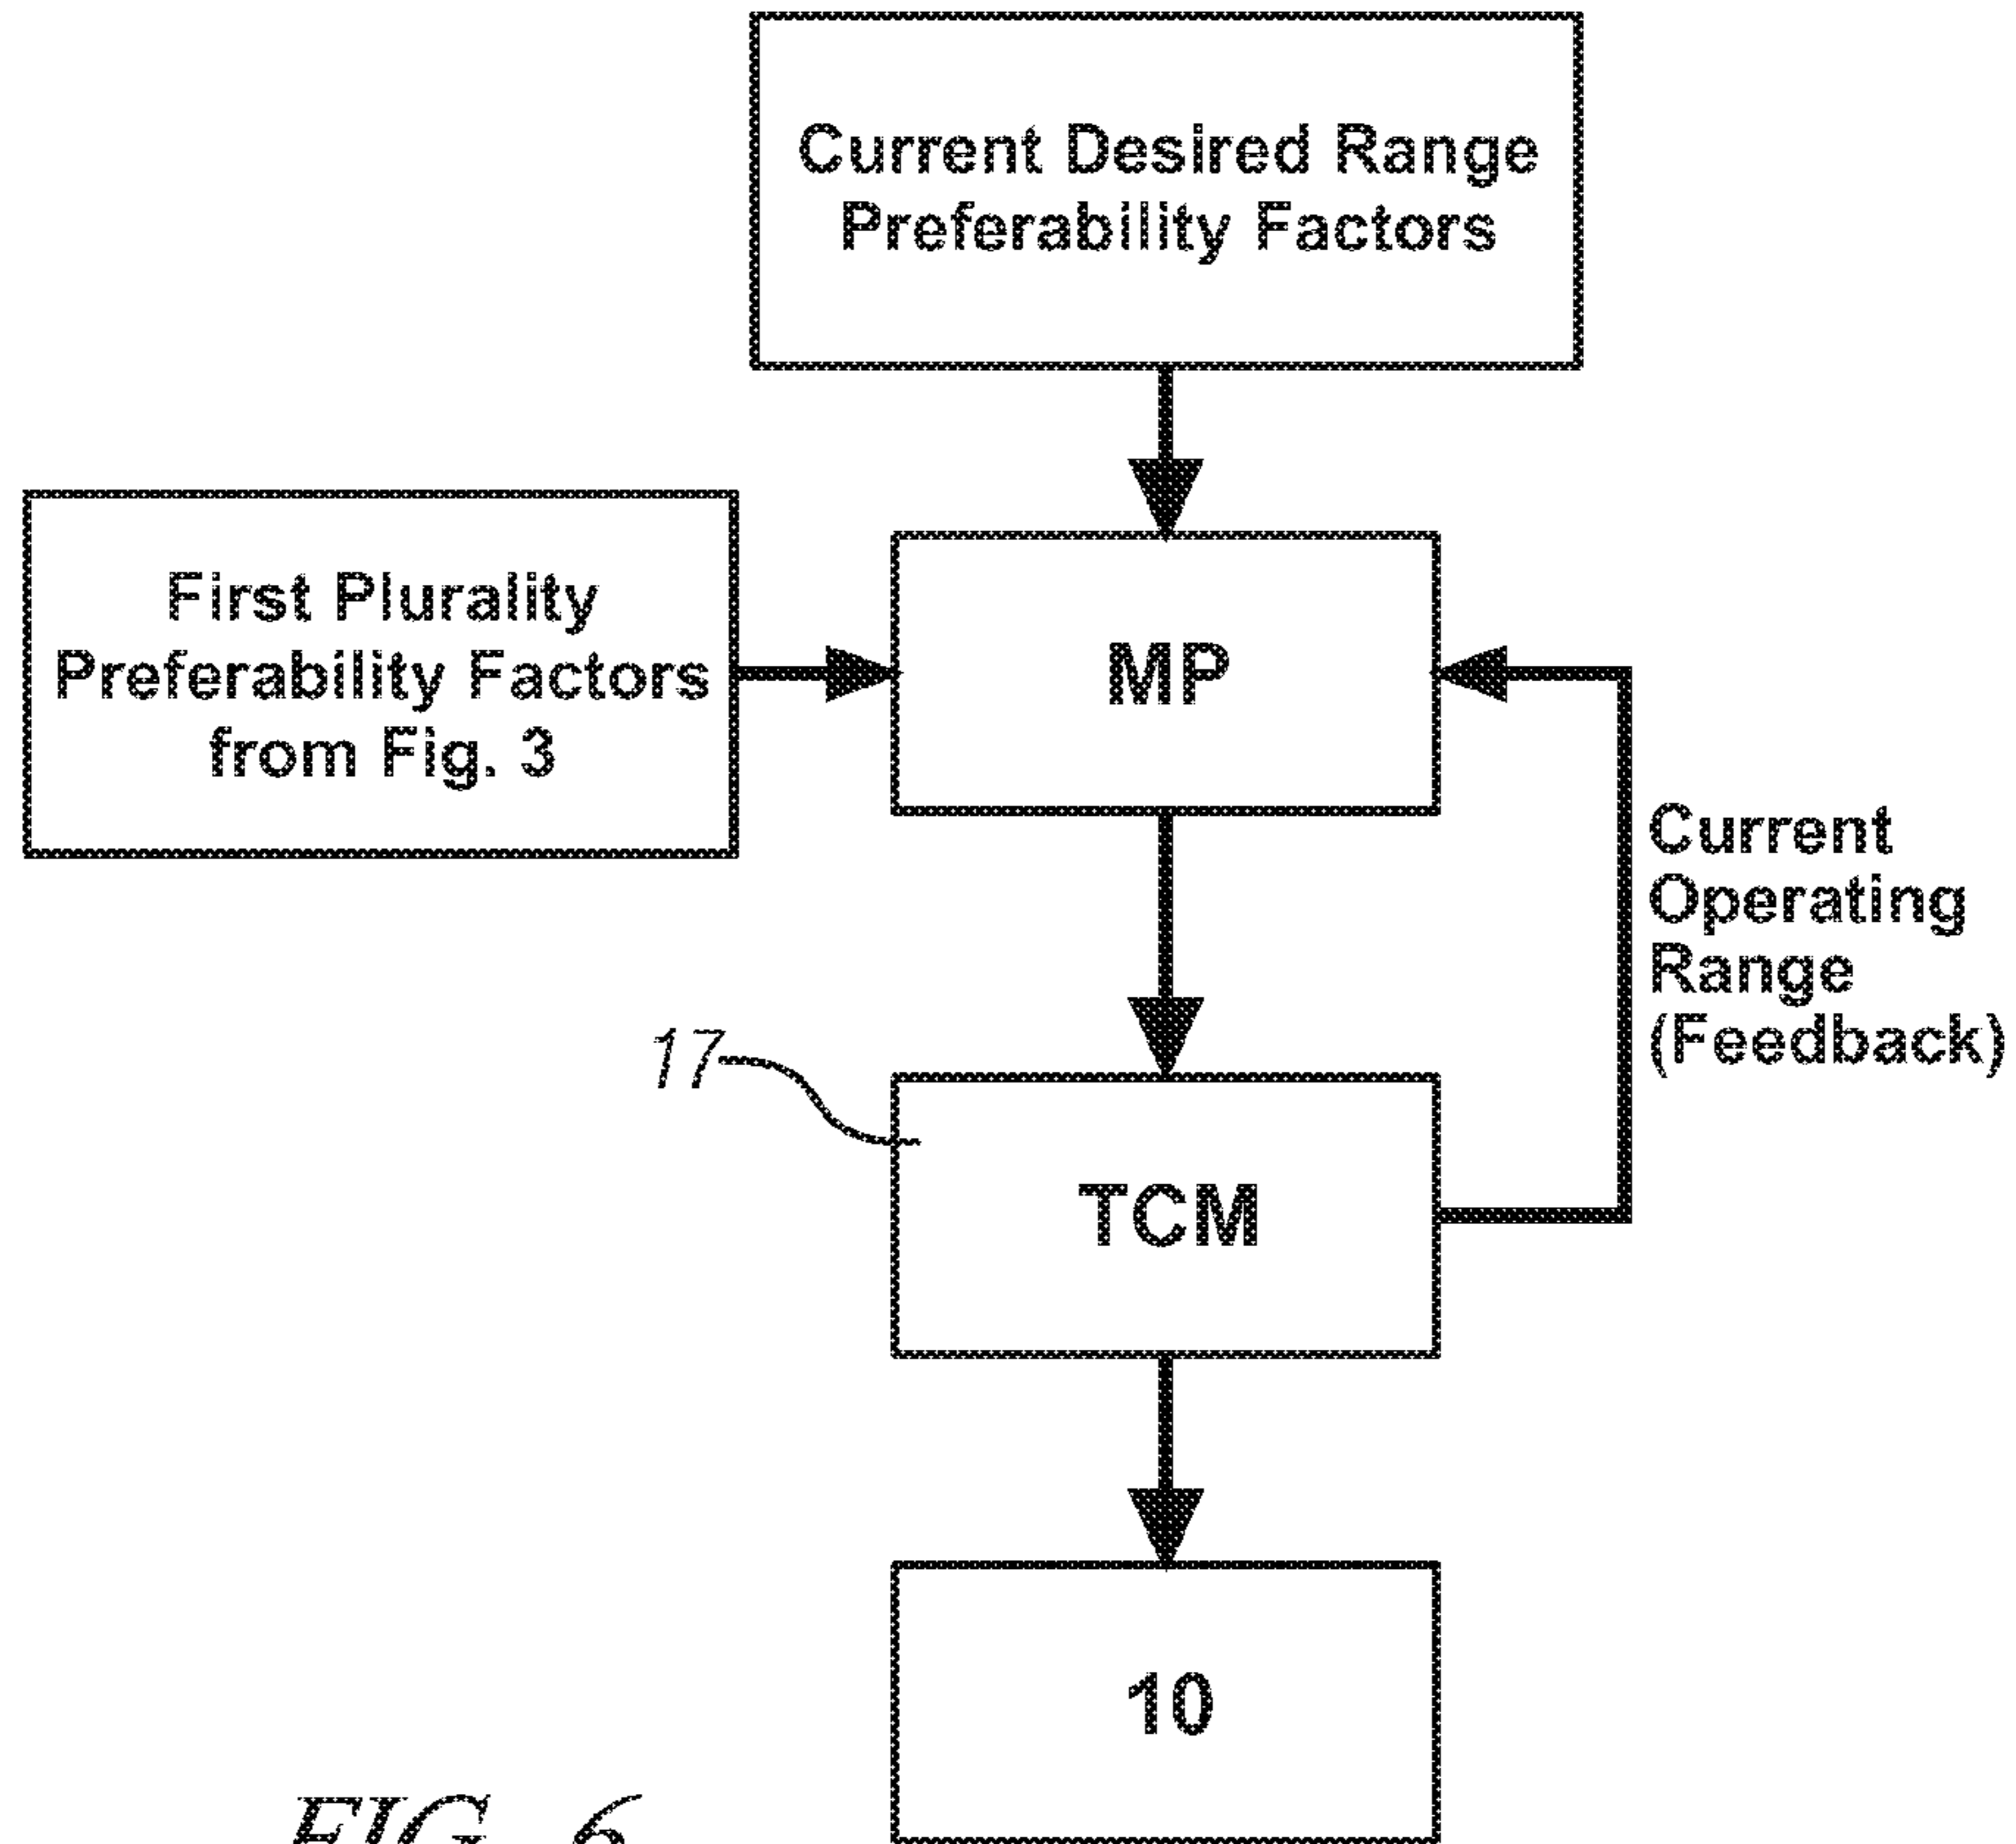 Current Desired Range
Preferability Factors
First Plurality
Preferability Factors
from Fig. 3
MP
Current
Operating
Range
(Feedback)
17
TCM
10
FIG. 6